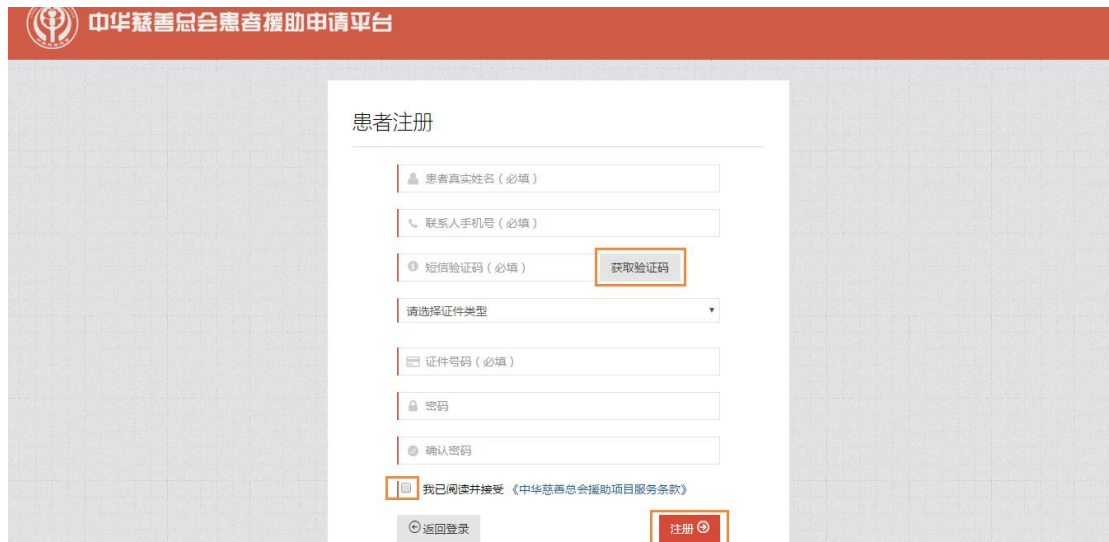 中华慈善总会患者援助申请平台
患者注册
患者真实姓名（必填）
联系人手机号（必填）
短信验证码（必填） 获取验证码
请选择证件类型
证件号码（必填）
密码
确认密码
我已阅读并接受《中华慈善总会援助项目服务条款》
返回登录 注册